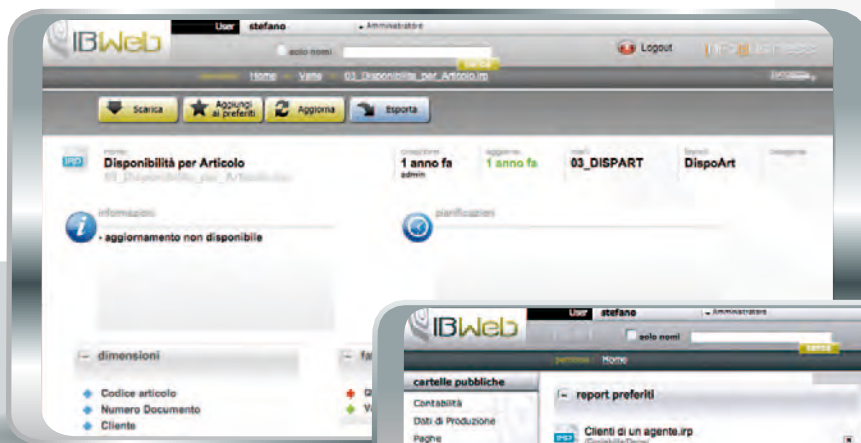 IBWeb
User stefano Amministratore
solo nomi
cerca
Logout
Home Varie 03_Disponibilita_per_Articolo.irp
Scarica
Aggiungi ai preferiti
Aggiorna
Esporta
Disponibilità per Articolo
1 anno fa
admin
1 anno fa
03_DISPART
DispoArt
informazioni
- aggiornamento non disponibile
pianificazioni
dimensioni
Codice articolo
Numero Documento
Cliente
IBWeb
User stefano Amministratore
solo nomi
cerca
Home
cartelle pubbliche
Contabilità
Dati di Produzione
Paghe
report preferiti
Clienti di un agente.irp